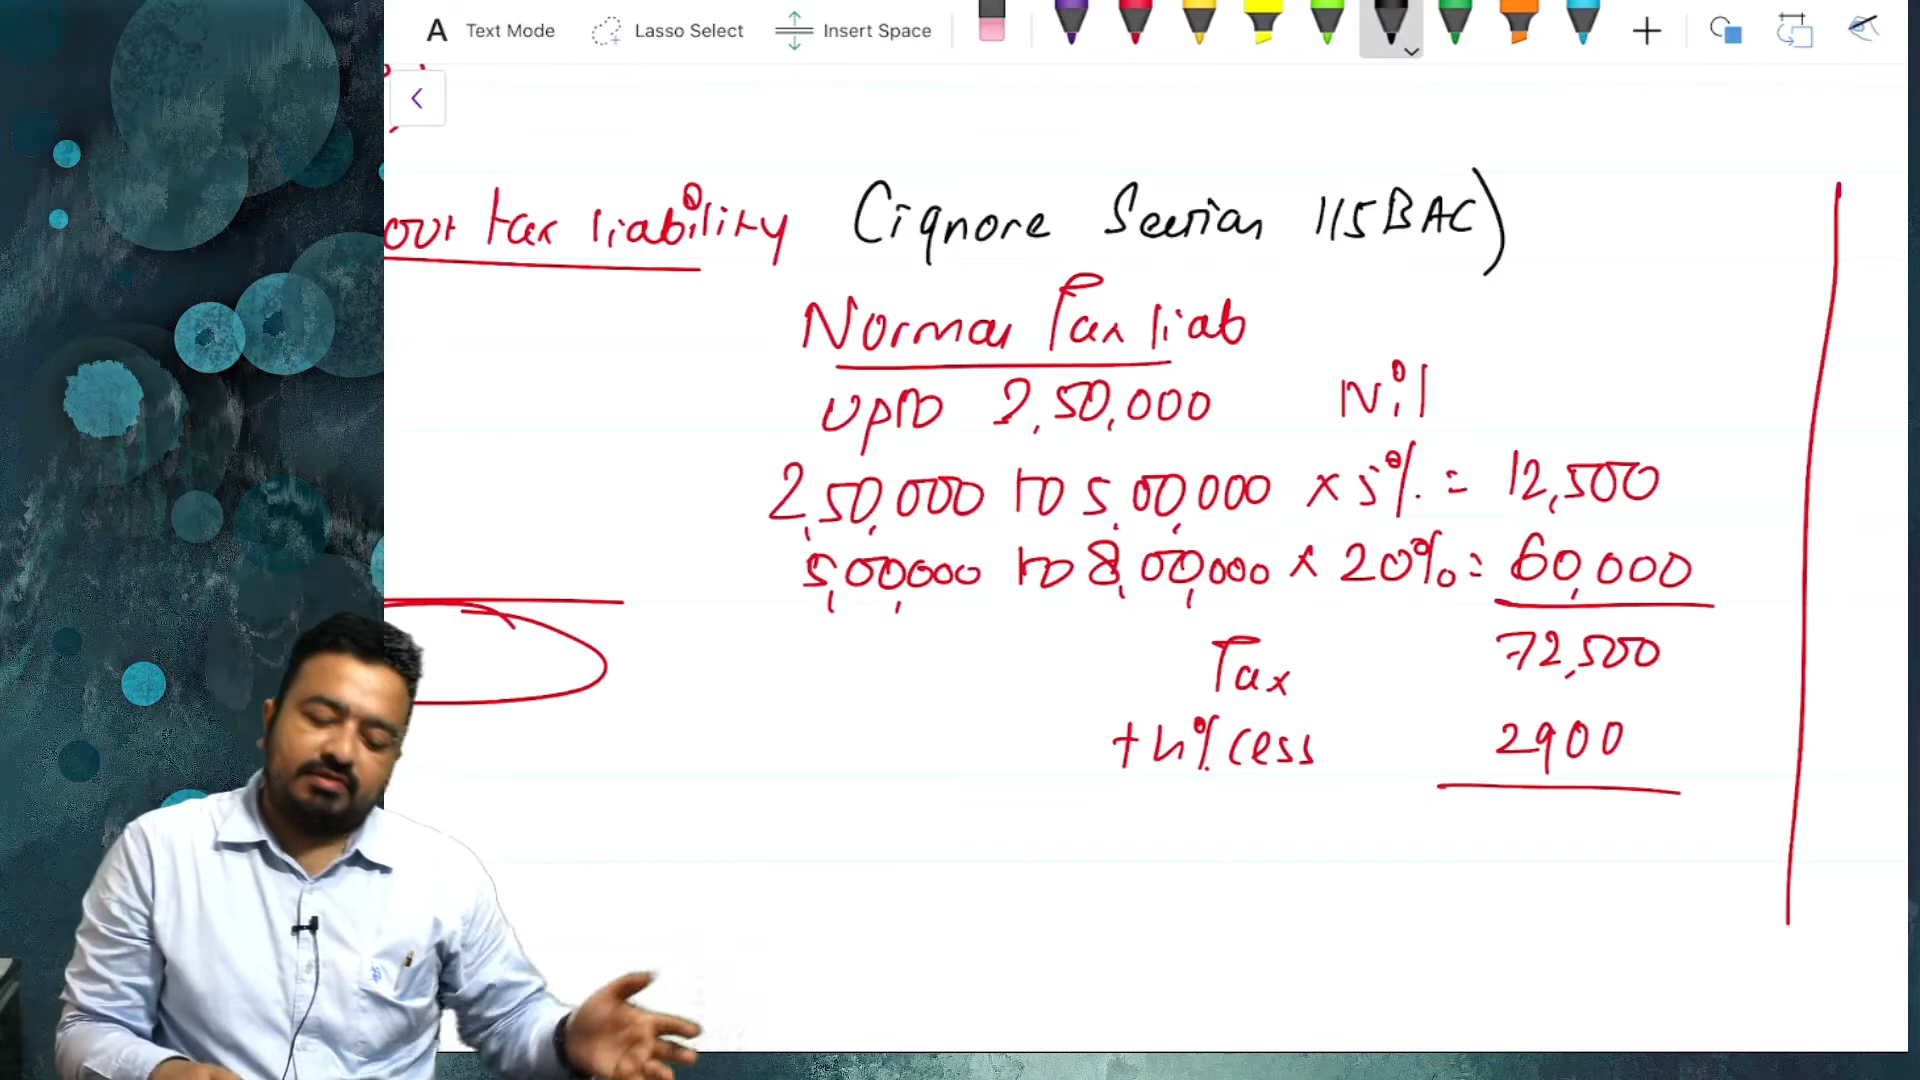 A Text Mode Lasso Select Insert Space
out tax liability (ignore Section 115BAC)
Normal Tax liab
upto 2,50,000 Nil
2,50,000 to 5,00,000 × 5% = 12,500
5,00,000 to 8,00,000 × 20% = 60,000
Tax 72,500
+ 4% cess 2900